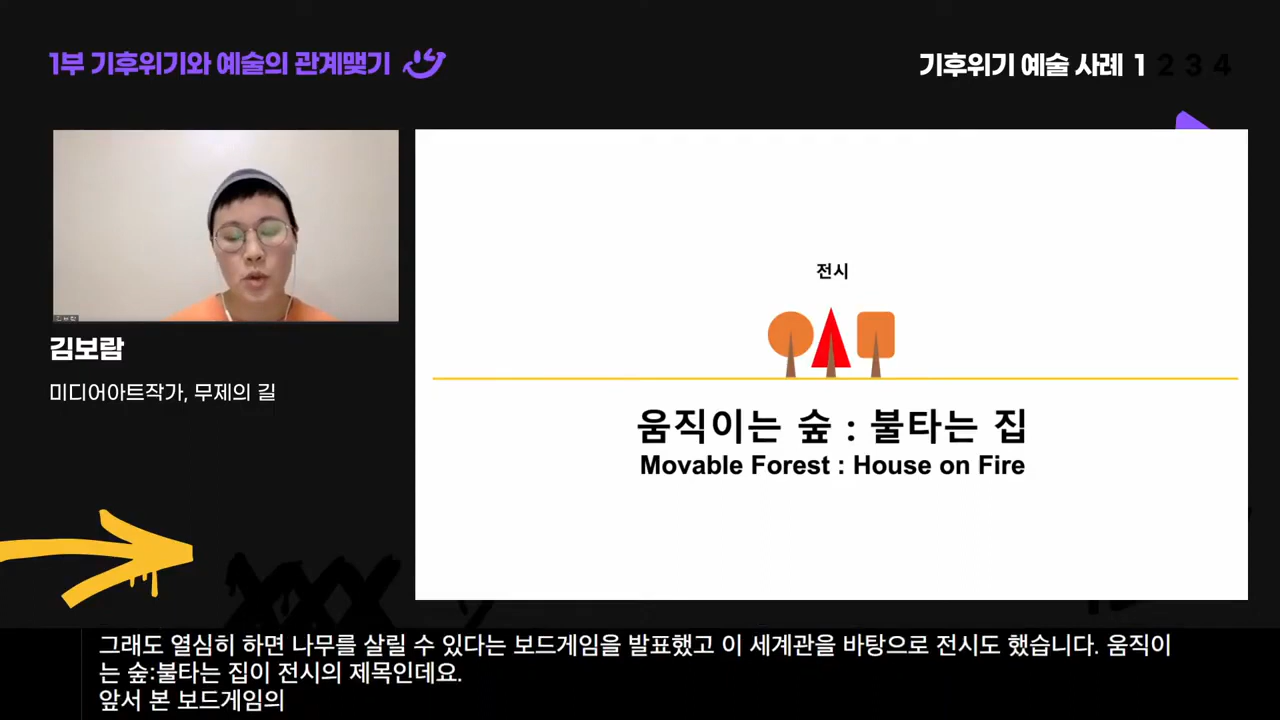 1부 기후위기와 예술의 관계맺기
기후위기 예술 사례 1 2 3 4
김보람
김보람
미디어아트작가, 무제의 길
전시
움직이는 숲 : 불타는 집
Movable Forest : House on Fire
그래도 열심히 하면 나무를 살릴 수 있다는 보드게임을 발표했고 이 세계관을 바탕으로 전시도 했습니다. 움직이
는 숲:불타는 집이 전시의 제목인데요.
앞서 본 보드게임의